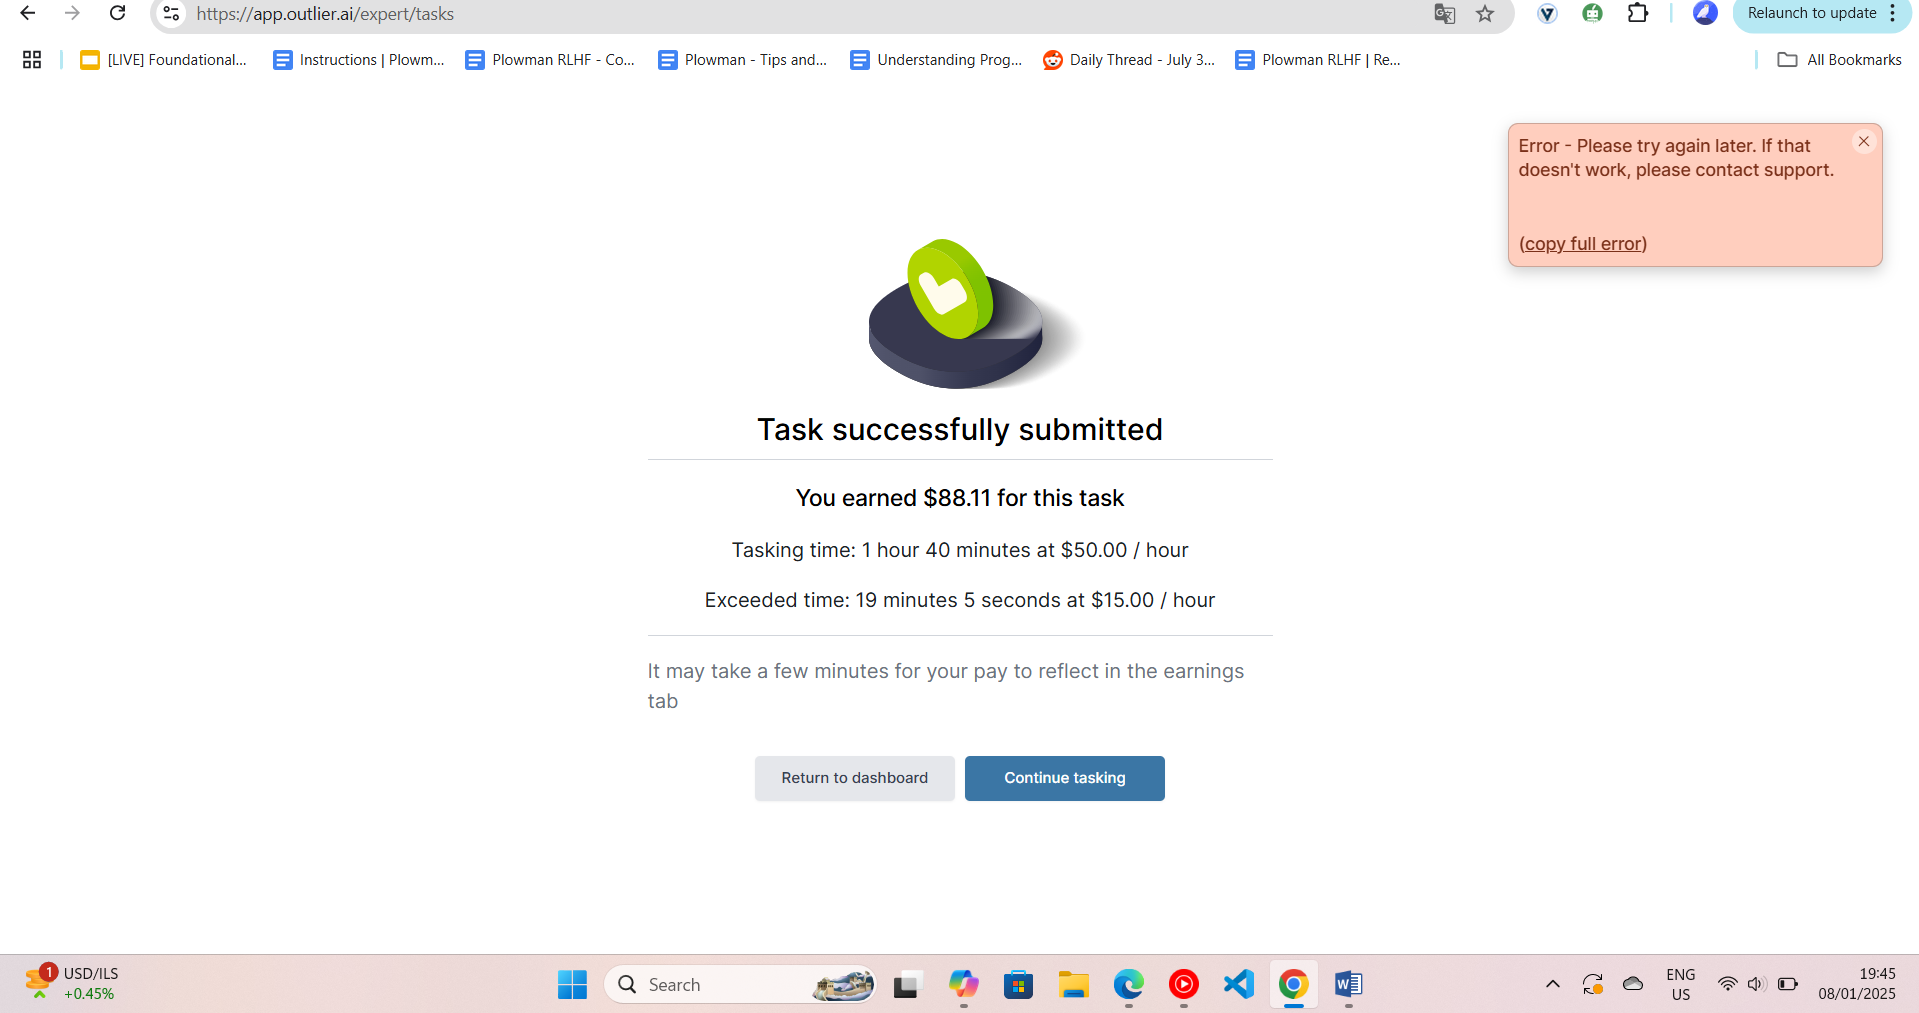 https://app.outlier.ai/expert/tasks
Relaunch to update
[LIVE] Foundational...
Instructions | Plowm...
Plowman RLHF - Co...
Plowman - Tips and...
Understanding Prog...
Daily Thread - July 3...
Plowman RLHF | Re...
All Bookmarks
Error - Please try again later. If that
doesn't work, please contact support.
(copy full error)
Task successfully submitted
You earned $88.11 for this task
Tasking time: 1 hour 40 minutes at $50.00 / hour
Exceeded time: 19 minutes 5 seconds at $15.00 / hour
It may take a few minutes for your pay to reflect in the earnings
tab
Return to dashboard
Continue tasking
1
USD/ILS
+0.45%
Search
ENG
US
19:45
08/01/2025